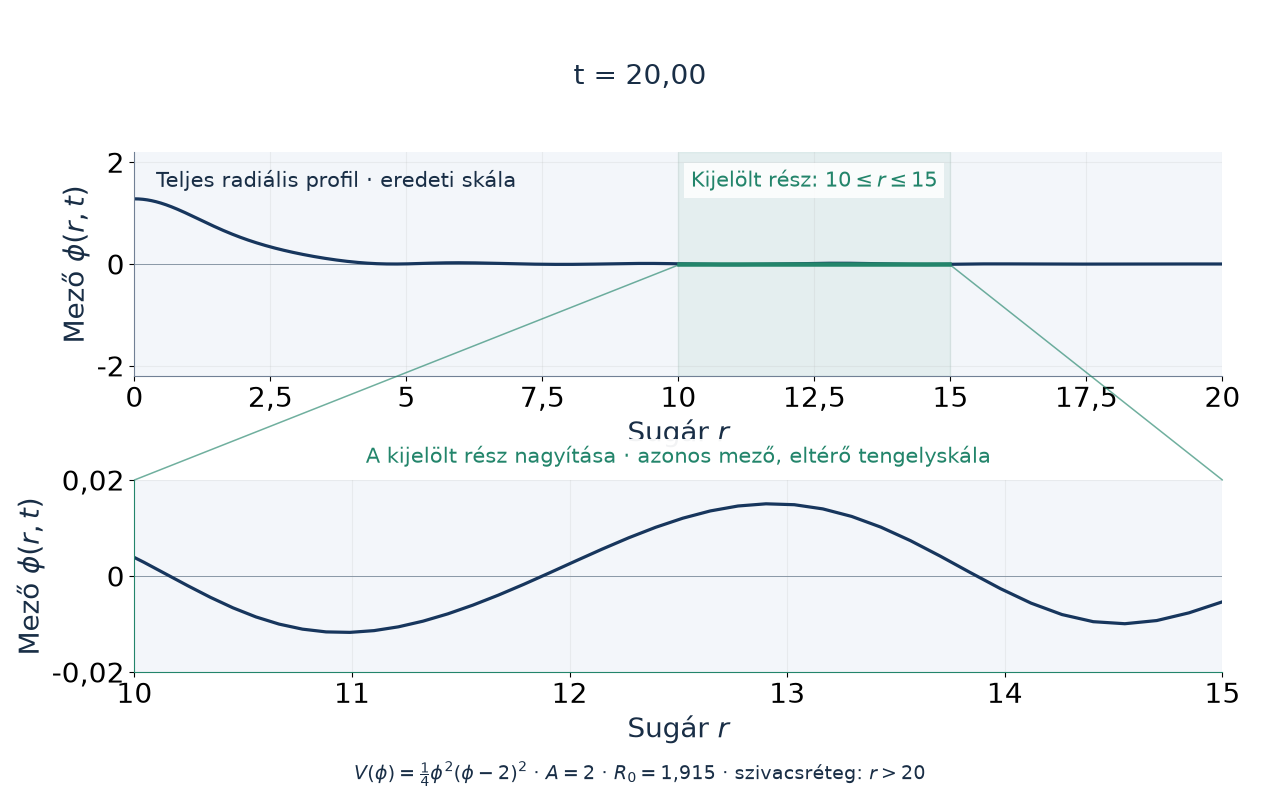 t = 20,00
Mező ϕ(r, t)
2
0
-2
Teljes radiális profil · eredeti skála
Kijelölt rész: 10 ≤ r ≤ 15
0 2,5 5 7,5 10 12,5 15 17,5 20
Sugár r
A kijelölt rész nagyítása · azonos mező, eltérő tengelyskála
Mező ϕ(r, t)
0,02
0
-0,02
10 11 12 13 14 15
Sugár r
V(ϕ) = ¼ϕ²(ϕ − 2)² · A = 2 · R₀ = 1,915 · szivacsréteg: r > 20